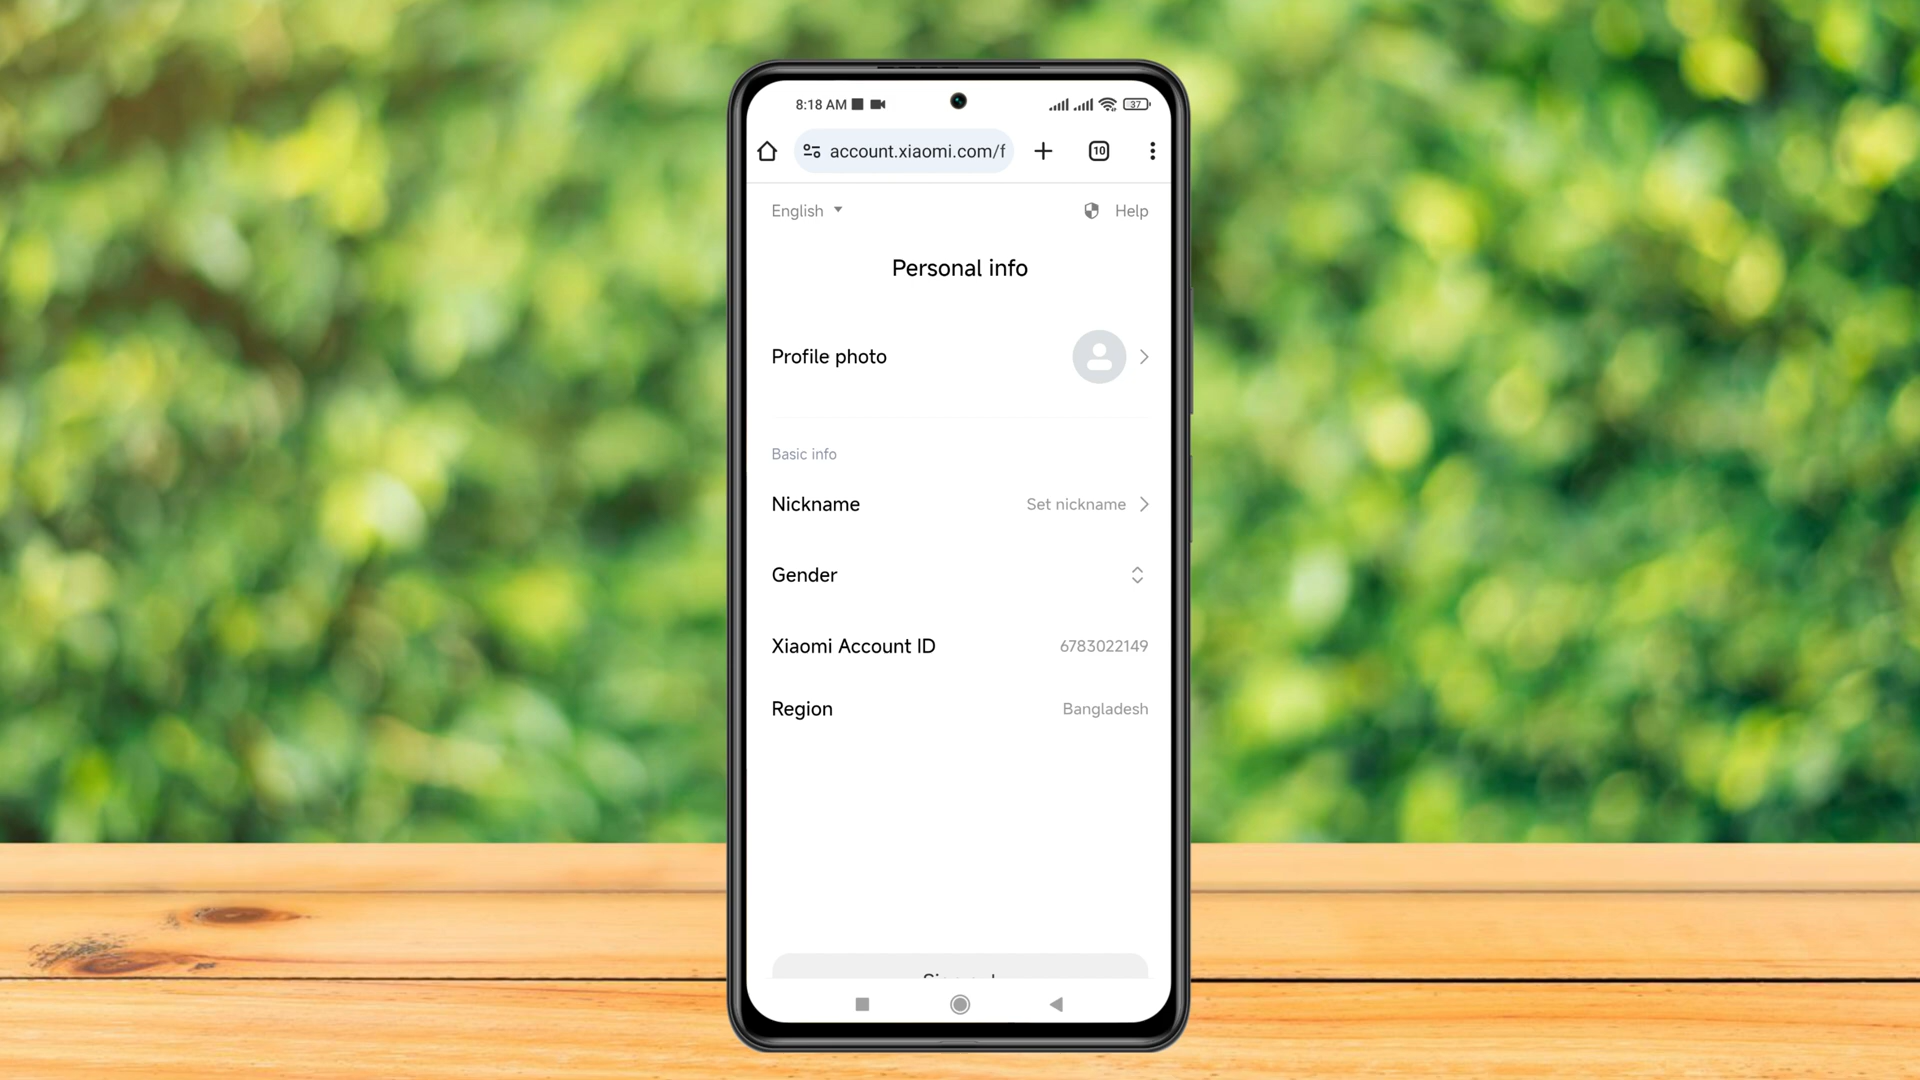 8:18 AM 37
account.xiaomi.com/f 10
English Help
Personal info
Profile photo
Basic info
Nickname Set nickname
Gender
Xiaomi Account ID 6783022149
Region Bangladesh